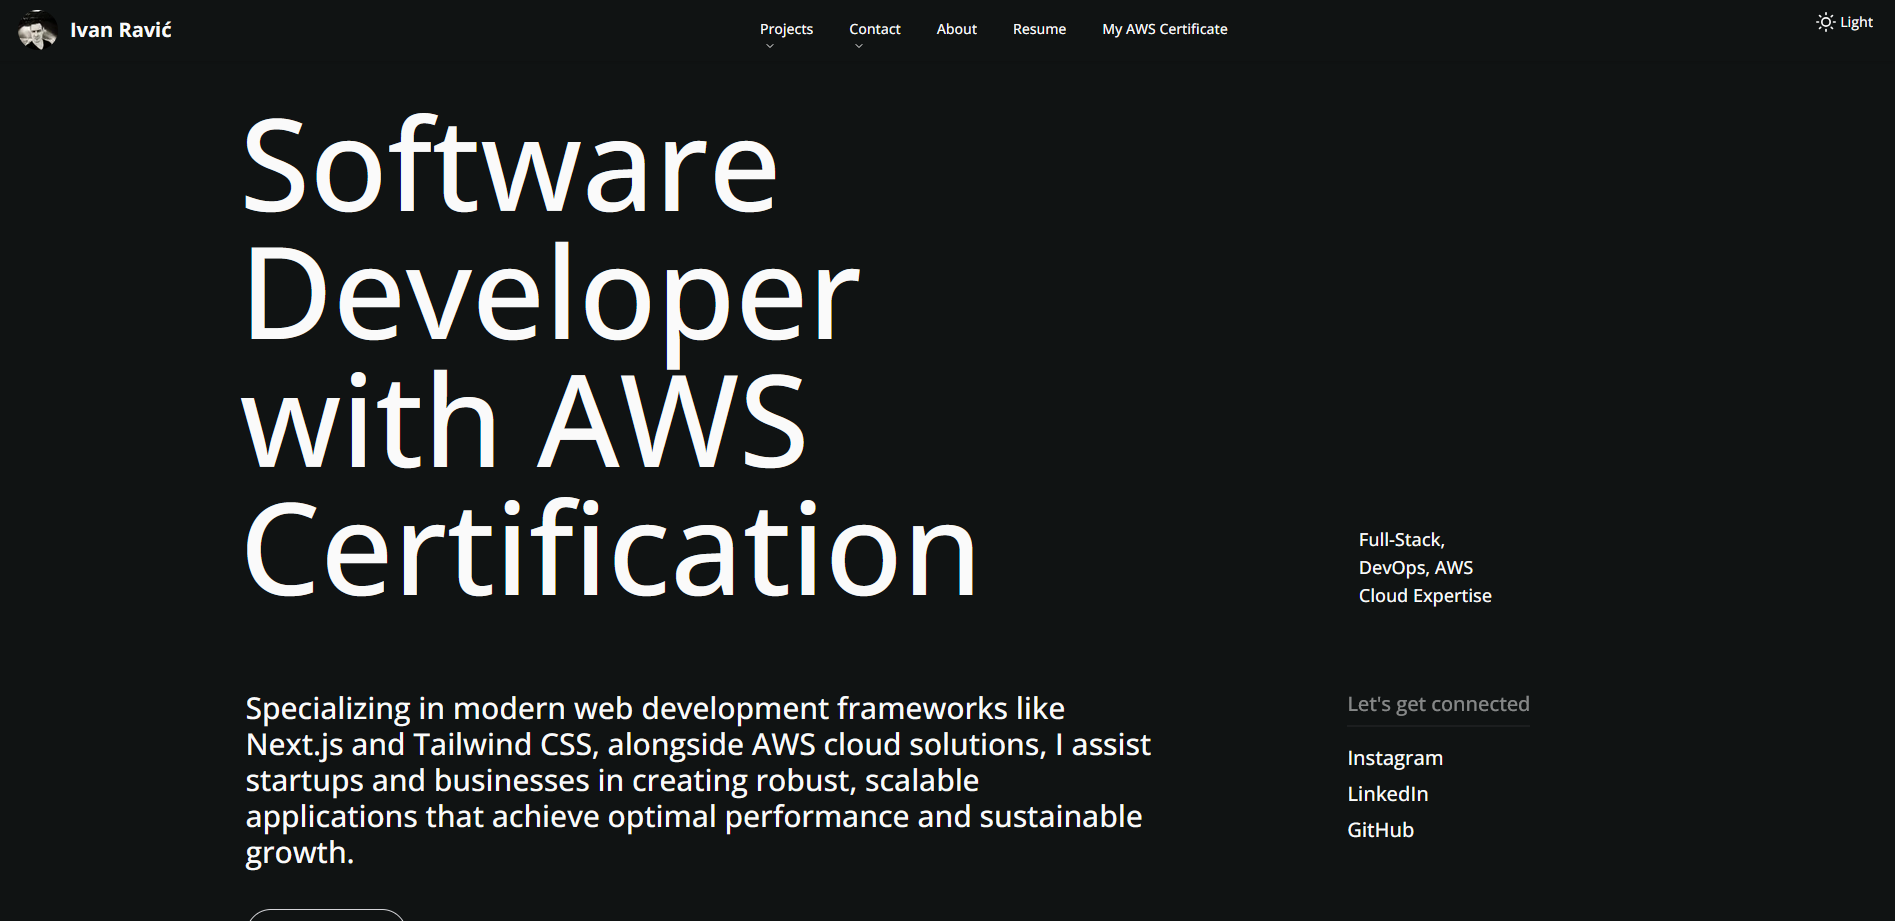 Ivan Ravić
Projects
Contact
About
Resume
My AWS Certificate
Light
Software
Developer
with AWS
Certification
Full-Stack,
DevOps, AWS
Cloud Expertise
Specializing in modern web development frameworks like
Next.js and Tailwind CSS, alongside AWS cloud solutions, I assist
startups and businesses in creating robust, scalable
applications that achieve optimal performance and sustainable
growth.
Let's get connected
Instagram
LinkedIn
GitHub